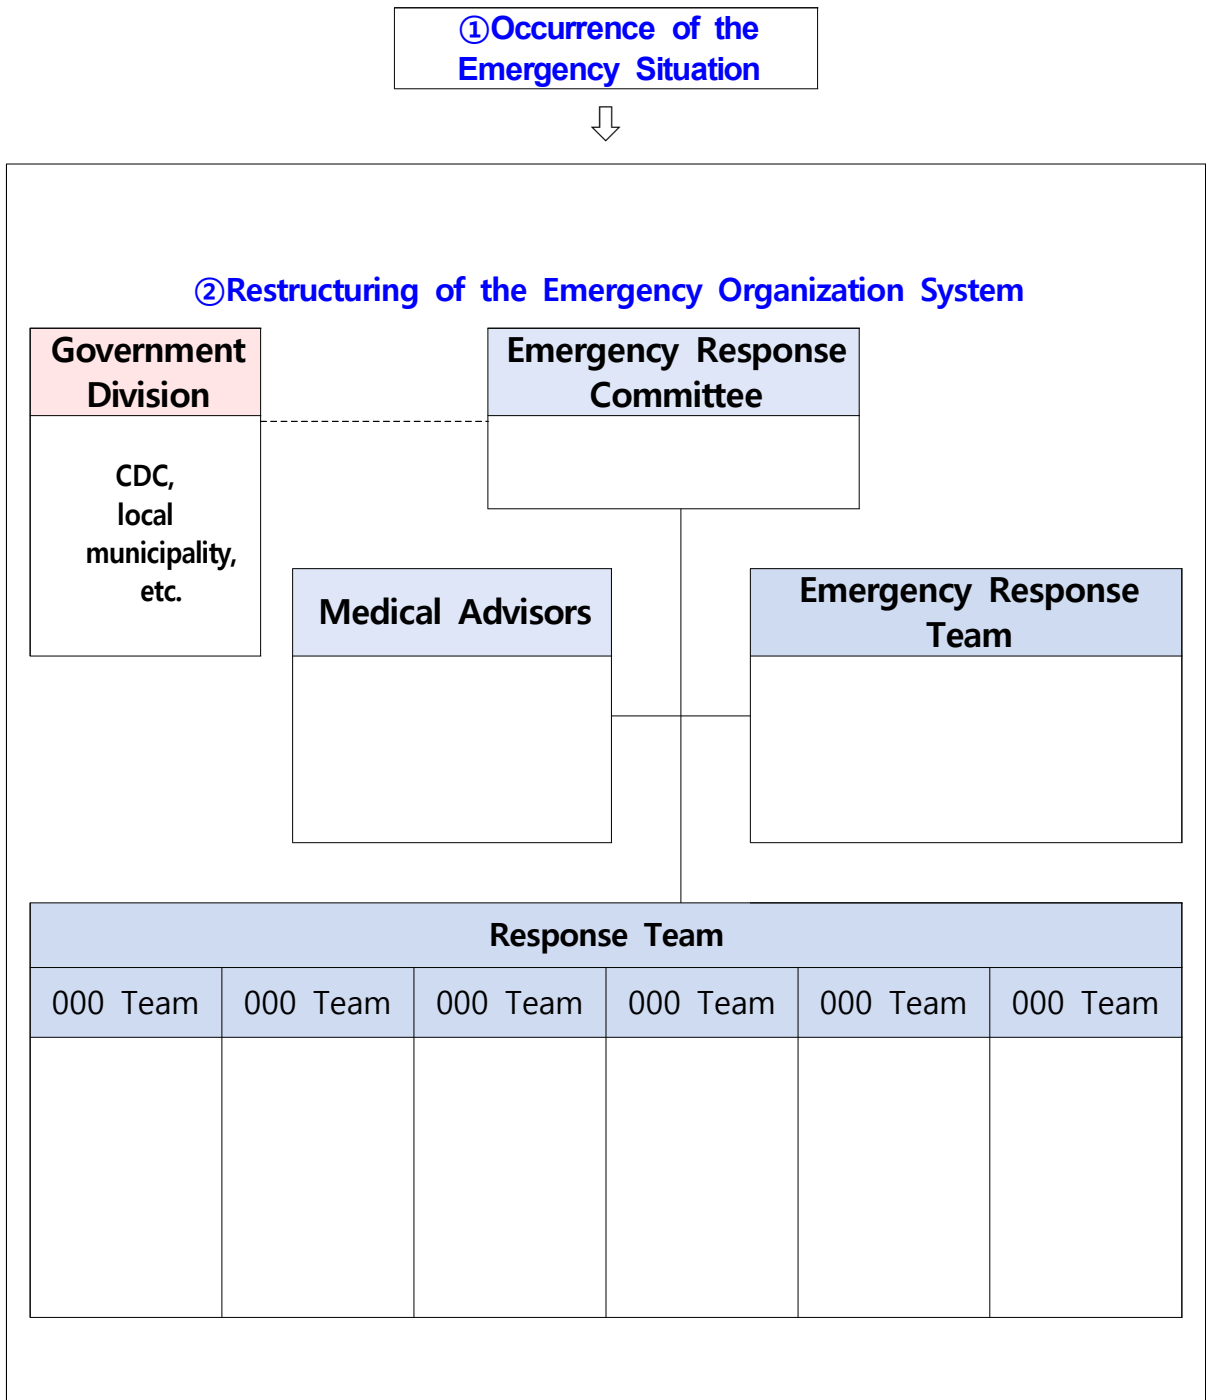 ①Occurrence of the
Emergency Situation
②Restructuring of the Emergency Organization System
Government
Division
CDC,
local
municipality,
etc.
Emergency Response
Committee
Medical Advisors
Emergency Response
Team
Response Team
000 Team
000 Team
000 Team
000 Team
000 Team
000 Team